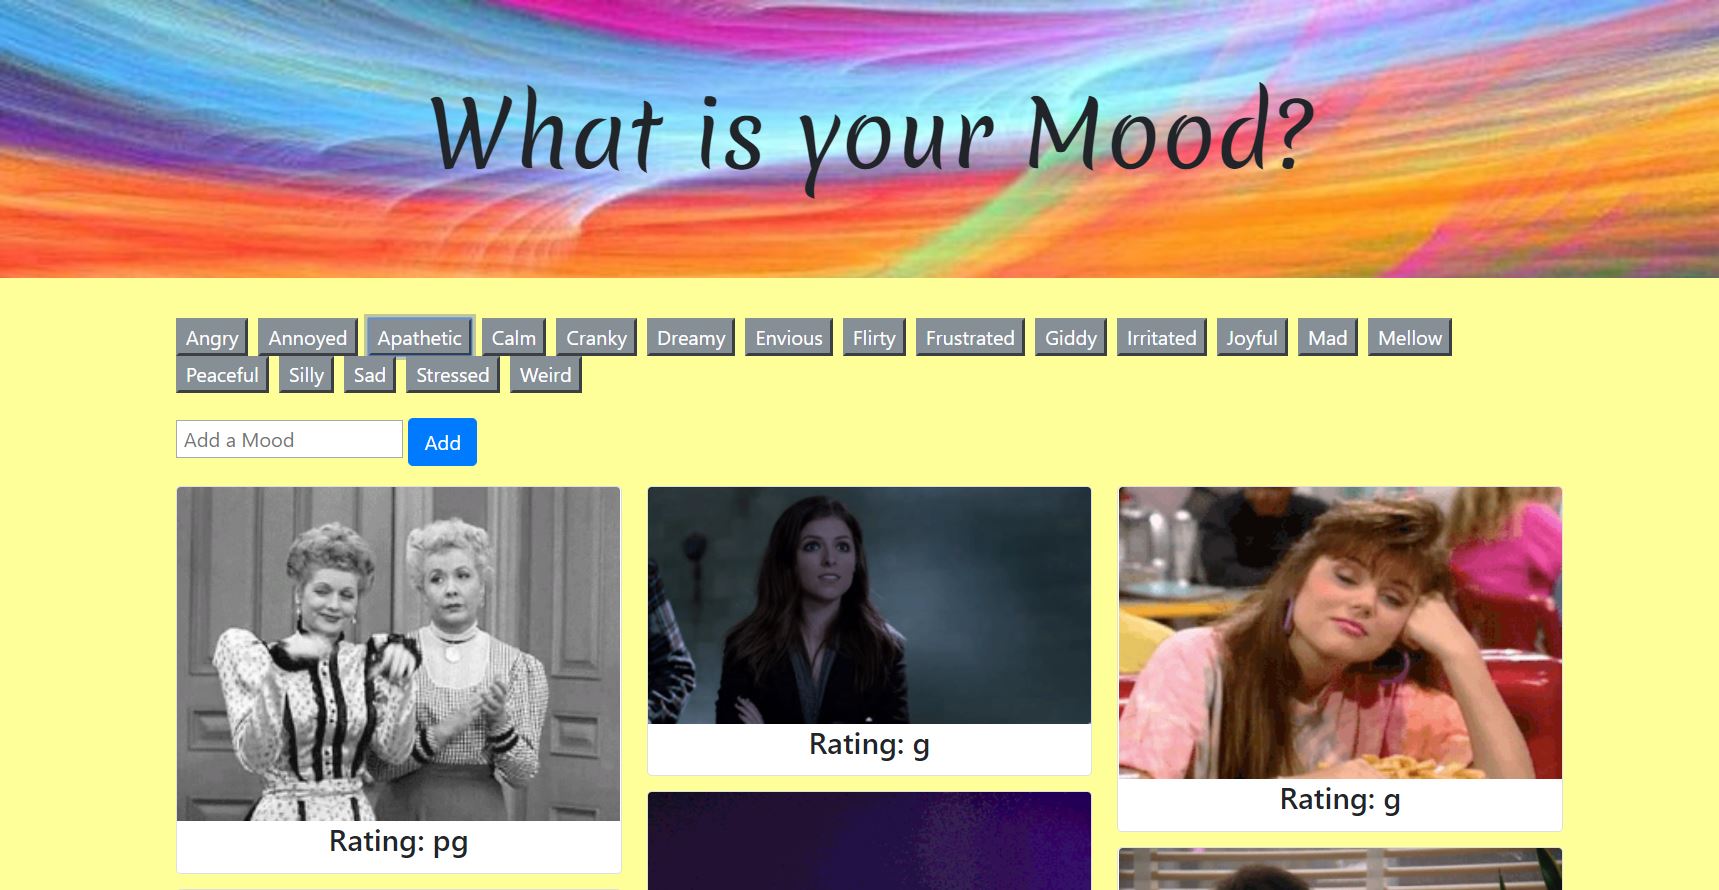 What is your Mood?
Angry Annoyed Apathetic Calm Cranky Dreamy Envious Flirty Frustrated Giddy Irritated Joyful Mad Mellow
Peaceful Silly Sad Stressed Weird
Add a Mood Add
Rating: g
Rating: g
Rating: pg